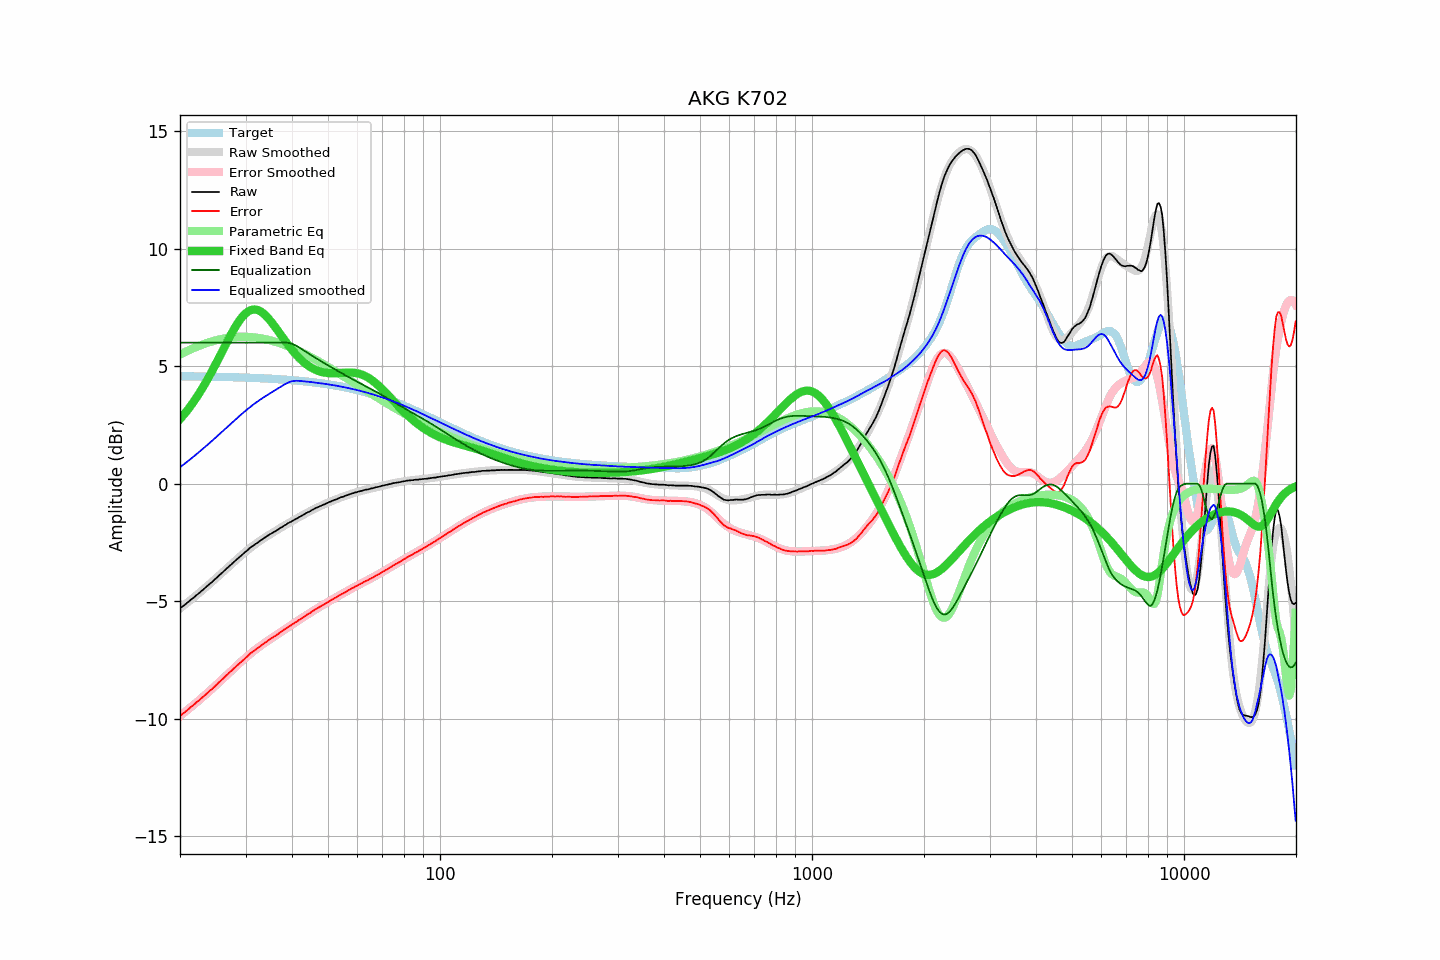 AKG K702
15
10
5
0
−5
−10
−15
Amplitude (dBr)
Target
Raw Smoothed
Error Smoothed
Raw
Error
Parametric Eq
Fixed Band Eq
Equalization
Equalized smoothed
100
1000
10000
Frequency (Hz)